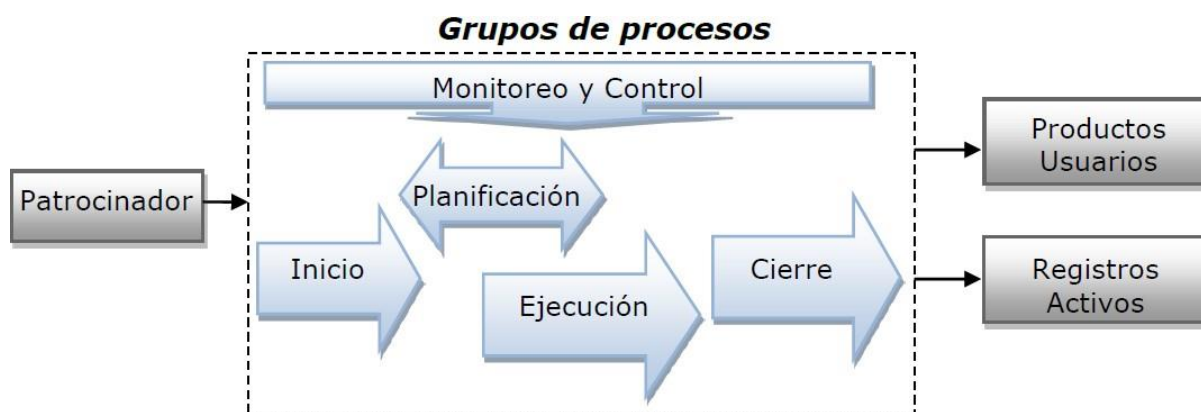 Grupos de procesos
Monitoreo y Control
Patrocinador
Planificación
Inicio
Ejecución
Cierre
Productos
Usuarios
Registros
Activos